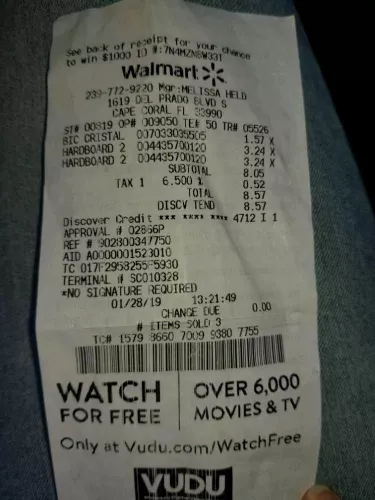 See back of receipt for your chance
to win $1000 ID #:7N4MZMBW33T
Walmart
239-772-9220 Mgr:MELISSA HELD
1619 DEL PRADO BLVD S
CAPE CORAL FL 33990
ST# 00819 OP# 009050 TE# 50 TR# 05526
BIC CRISTAL 007033035505 1.57 X
HARDBOARD 2 004435700120 3.24 X
HARDBOARD 2 004435700120 3.24 X
SUBTOTAL 8.05
TAX 1 6.500 % 0.52
TOTAL 8.57
DISCV TEND 8.57
Discover Credit **** **** **** 4712 I 1
APPROVAL # 02866P
REF # 902800347750
AID A0000001523010
TC 017F2953255F5930
TERMINAL # SC010328
*NO SIGNATURE REQUIRED
01/28/19 13:21:49
CHANGE DUE 0.00
# ITEMS SOLD 3
TC# 1579 8660 7009 9380 7755
WATCH FOR FREE
OVER 6,000 MOVIES & TV
Only at Vudu.com/WatchFree
VUDU